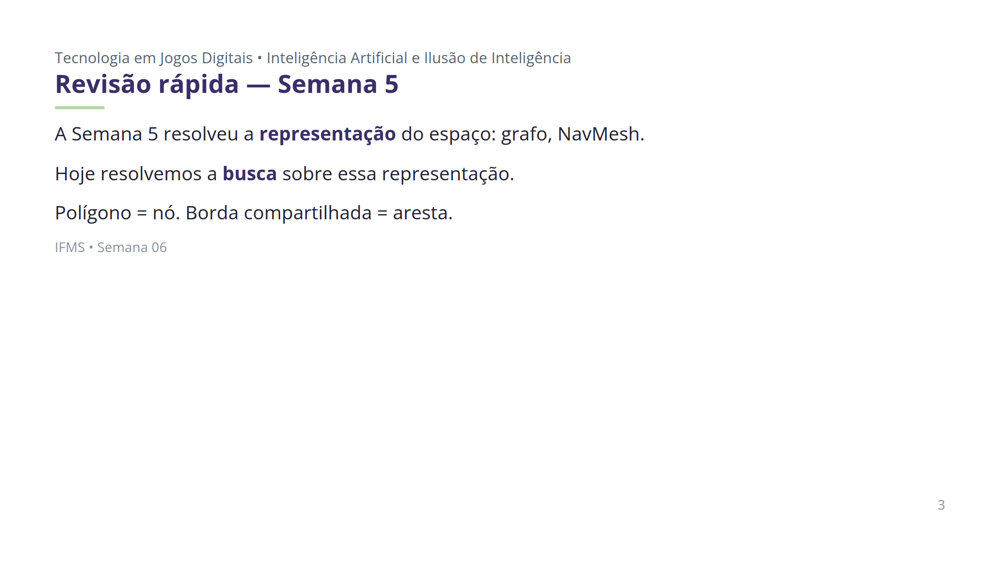 Tecnologia em Jogos Digitais • Inteligência Artificial e Ilusão de Inteligência
Revisão rápida — Semana 5
A Semana 5 resolveu a representação do espaço: grafo, NavMesh.
Hoje resolvemos a busca sobre essa representação.
Polígono = nó. Borda compartilhada = aresta.
IFMS • Semana 06
3